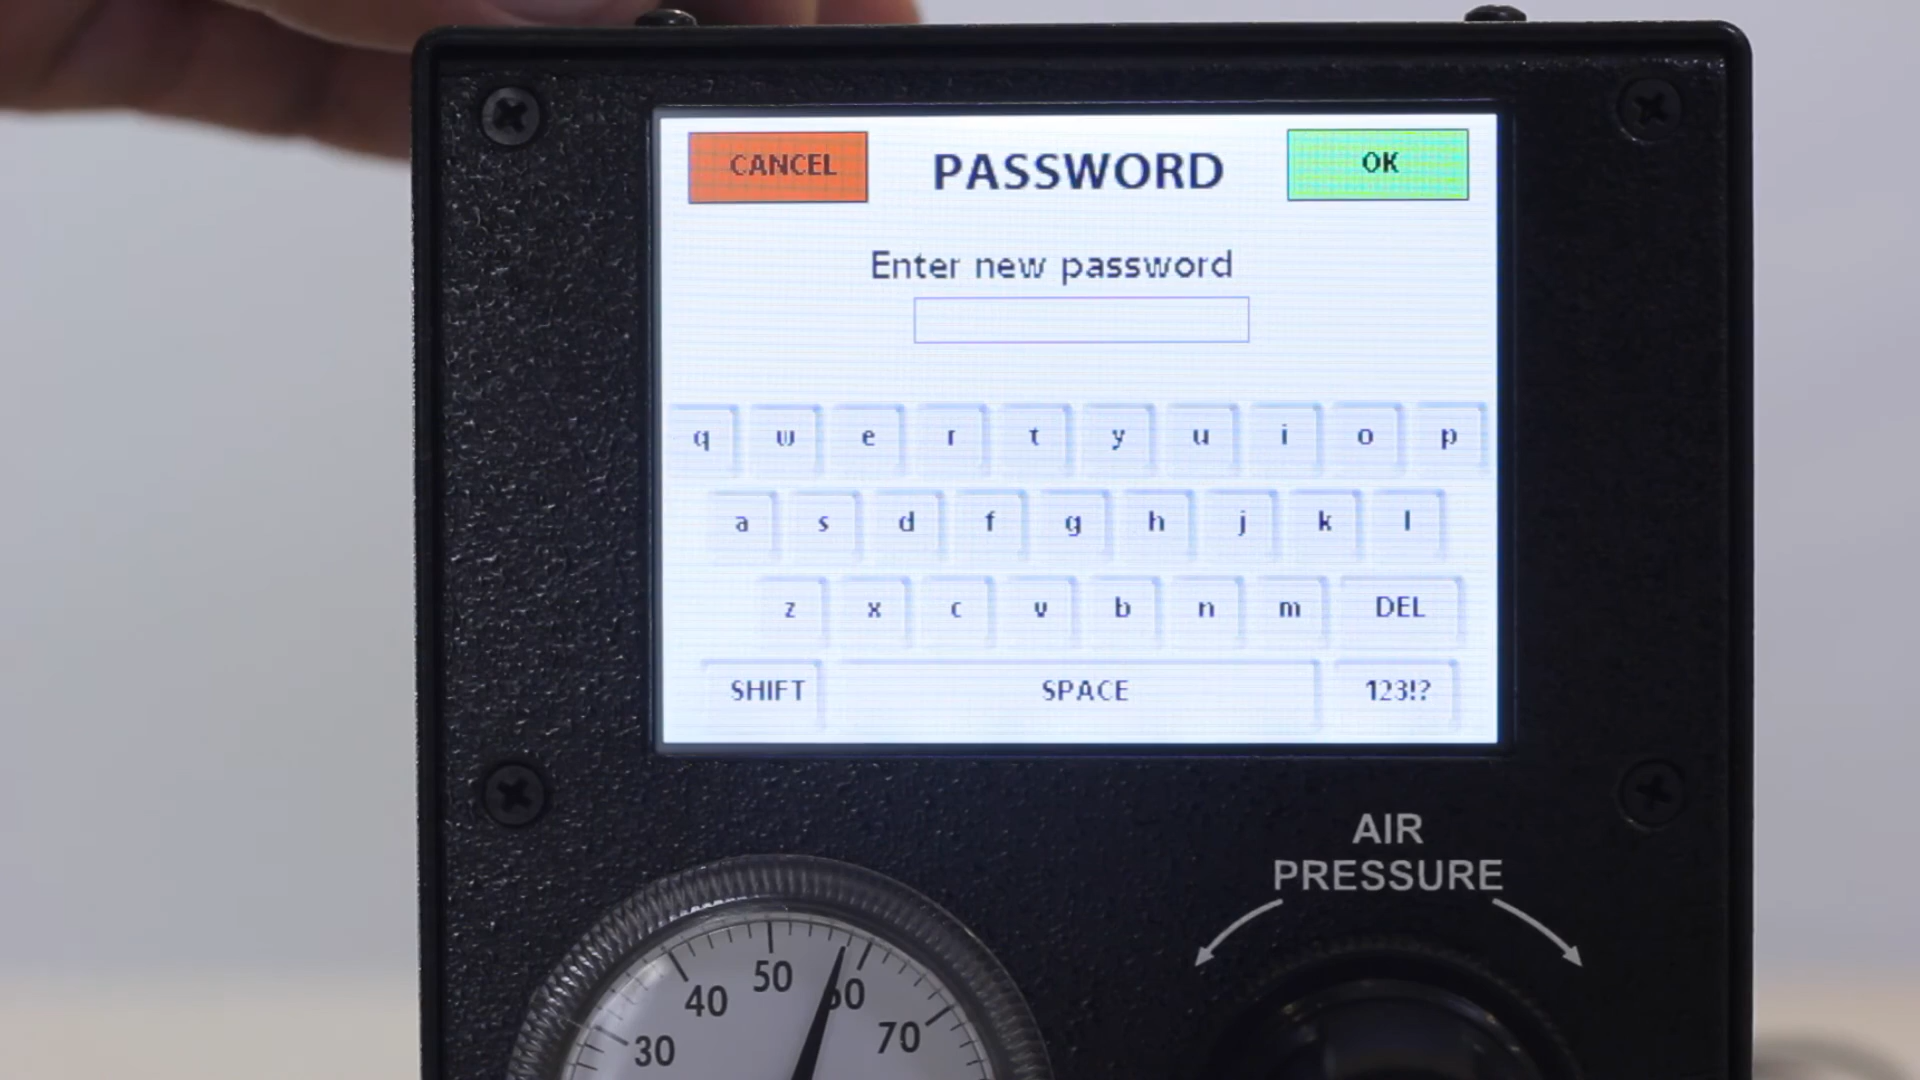 CANCEL PASSWORD OK
Enter new password
q w e r t y u i o p
a s d f g h j k l
z x c v b n m DEL
SHIFT SPACE 123!?
AIR
PRESSURE
50
40 60
30 70